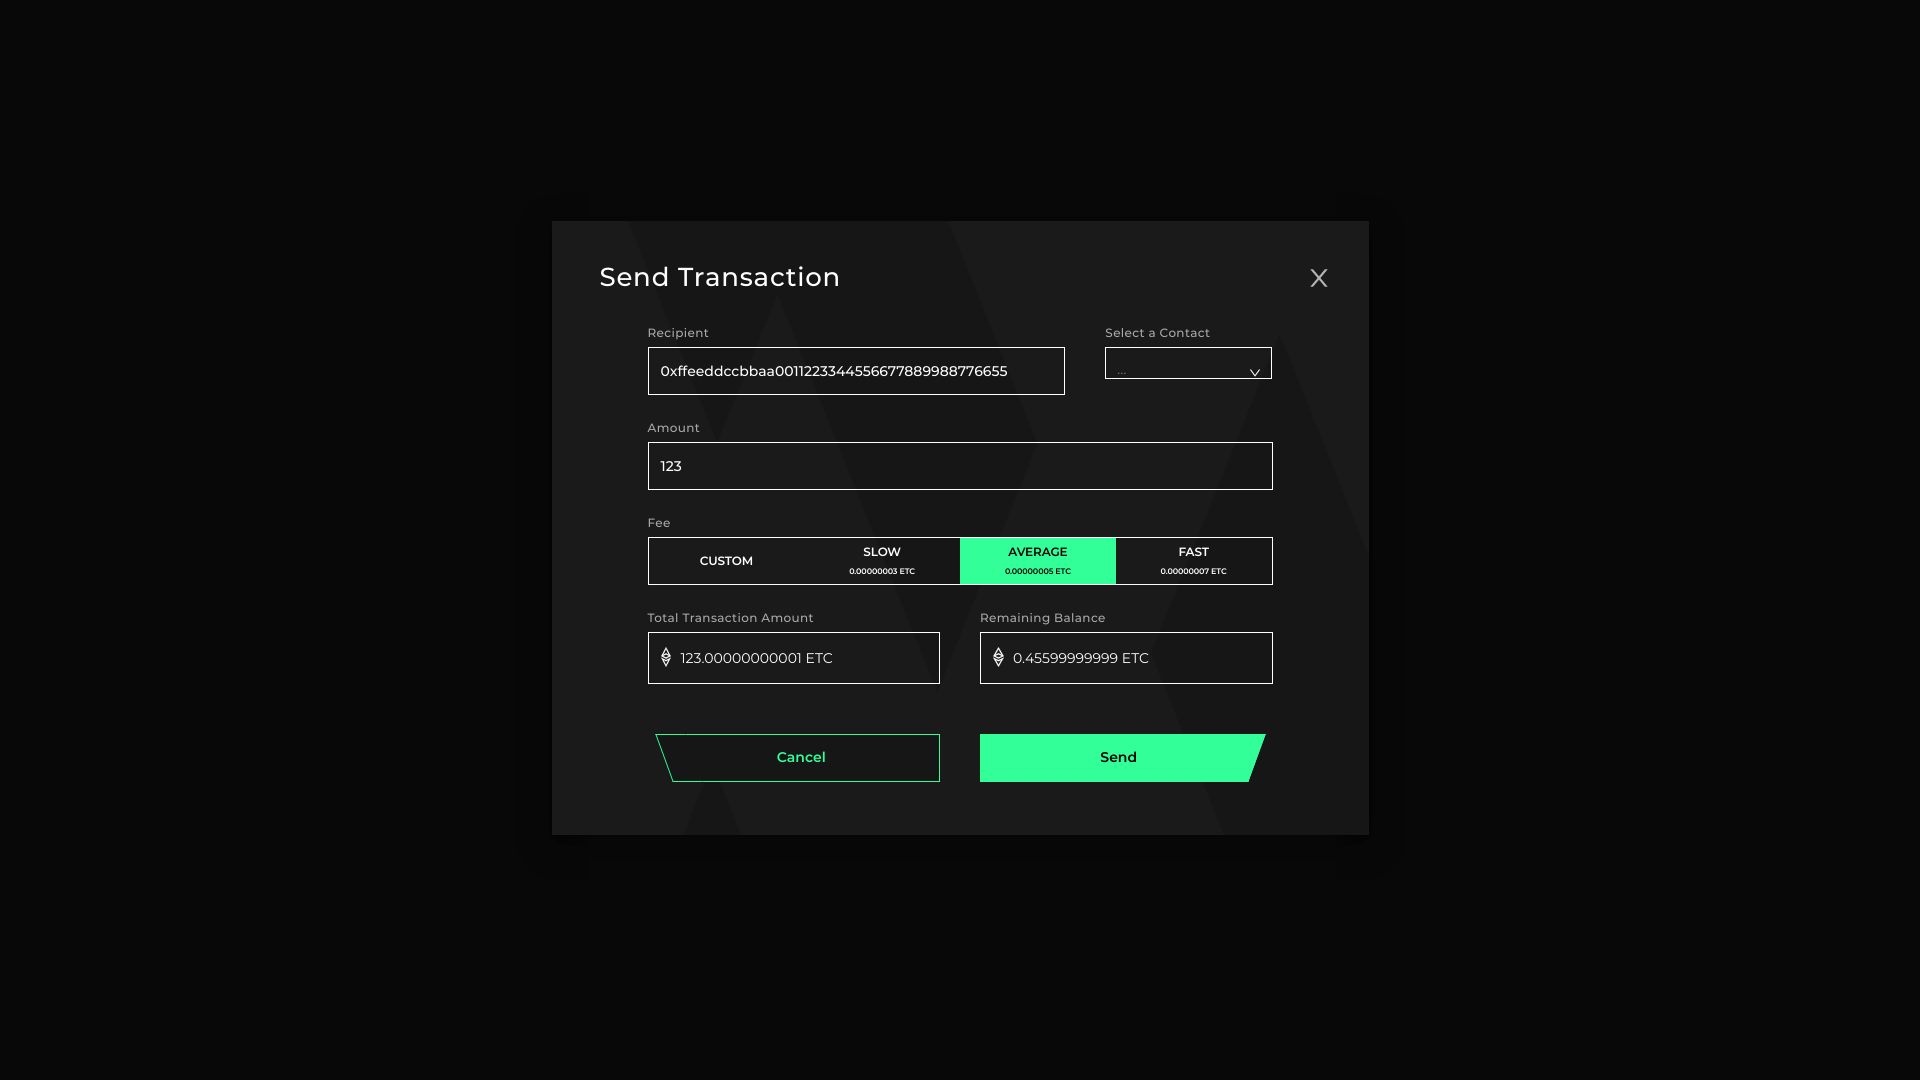 Send Transaction
X
Recipient
Select a Contact
0xffeeddccbbaa0011223344556677889988776655
...
Amount
123
Fee
CUSTOM
SLOW
0.00000003 ETC
AVERAGE
0.00000005 ETC
FAST
0.00000007 ETC
Total Transaction Amount
Remaining Balance
123.00000000001 ETC
0.45599999999 ETC
Cancel
Send